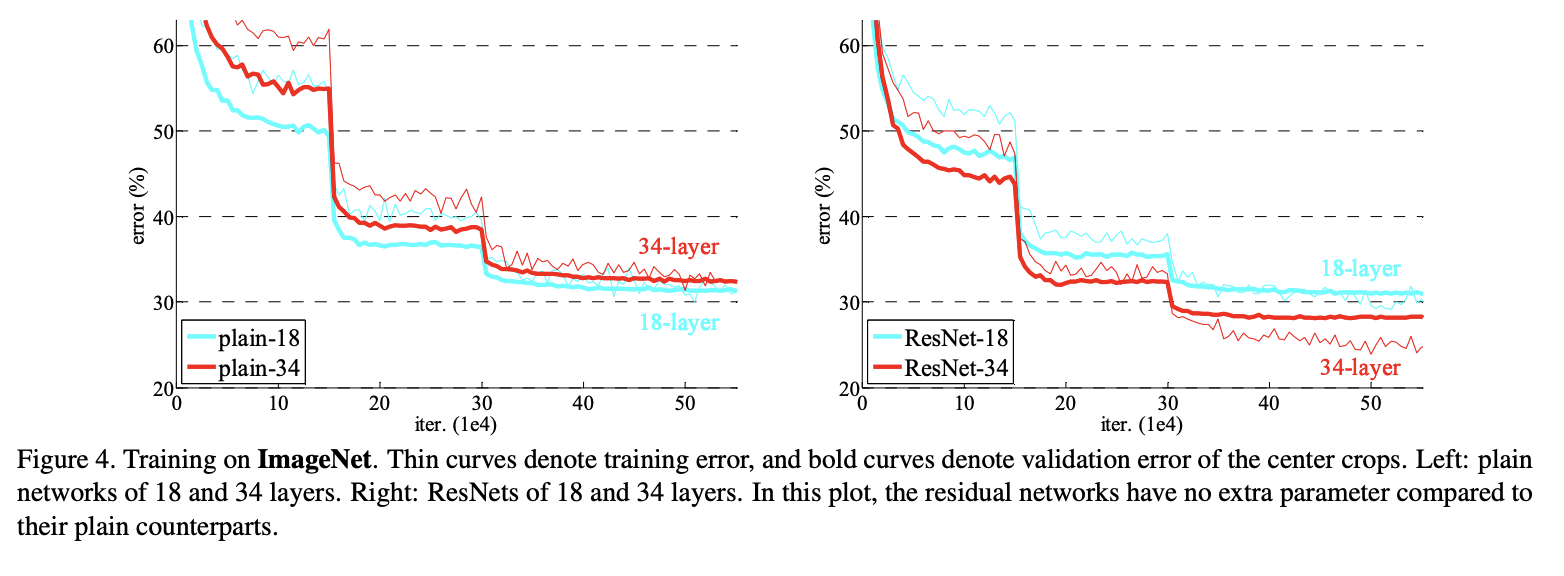 60
50
40
30
20
error (%)
0
10
20
30
40
50
iter. (1e4)
34-layer
18-layer
plain-18
plain-34
60
50
40
30
20
error (%)
0
10
20
30
40
50
iter. (1e4)
18-layer
34-layer
ResNet-18
ResNet-34
Figure 4. Training on ImageNet. Thin curves denote training error, and bold curves denote validation error of the center crops. Left: plain
networks of 18 and 34 layers. Right: ResNets of 18 and 34 layers. In this plot, the residual networks have no extra parameter compared to
their plain counterparts.